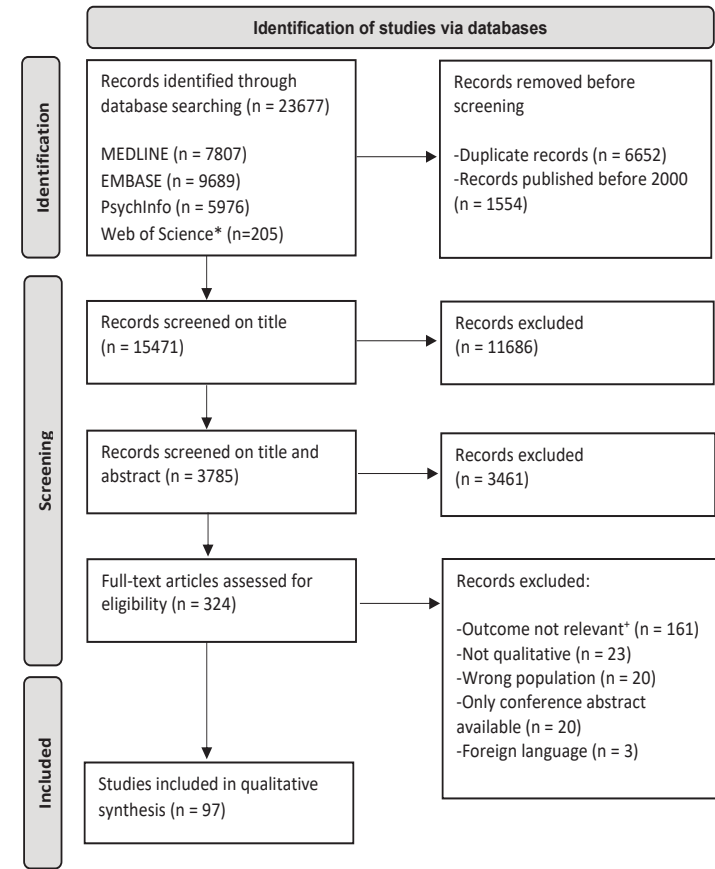 Identification of studies via databases
Identification
Records identified through
database searching (n = 23677)
MEDLINE (n = 7807)
EMBASE (n = 9689)
PsychInfo (n = 5976)
Web of Science* (n=205)
Records removed before
screening
-Duplicate records (n = 6652)
-Records published before 2000
(n = 1554)
Screening
Records screened on title
(n = 15471)
Records excluded
(n = 11686)
Records screened on title and
abstract (n = 3785)
Records excluded
(n = 3461)
Full-text articles assessed for
eligibility (n = 324)
Records excluded:
-Outcome not relevant⁺ (n = 161)
-Not qualitative (n = 23)
-Wrong population (n = 20)
-Only conference abstract
available (n = 20)
-Foreign language (n = 3)
Included
Studies included in qualitative
synthesis (n = 97)